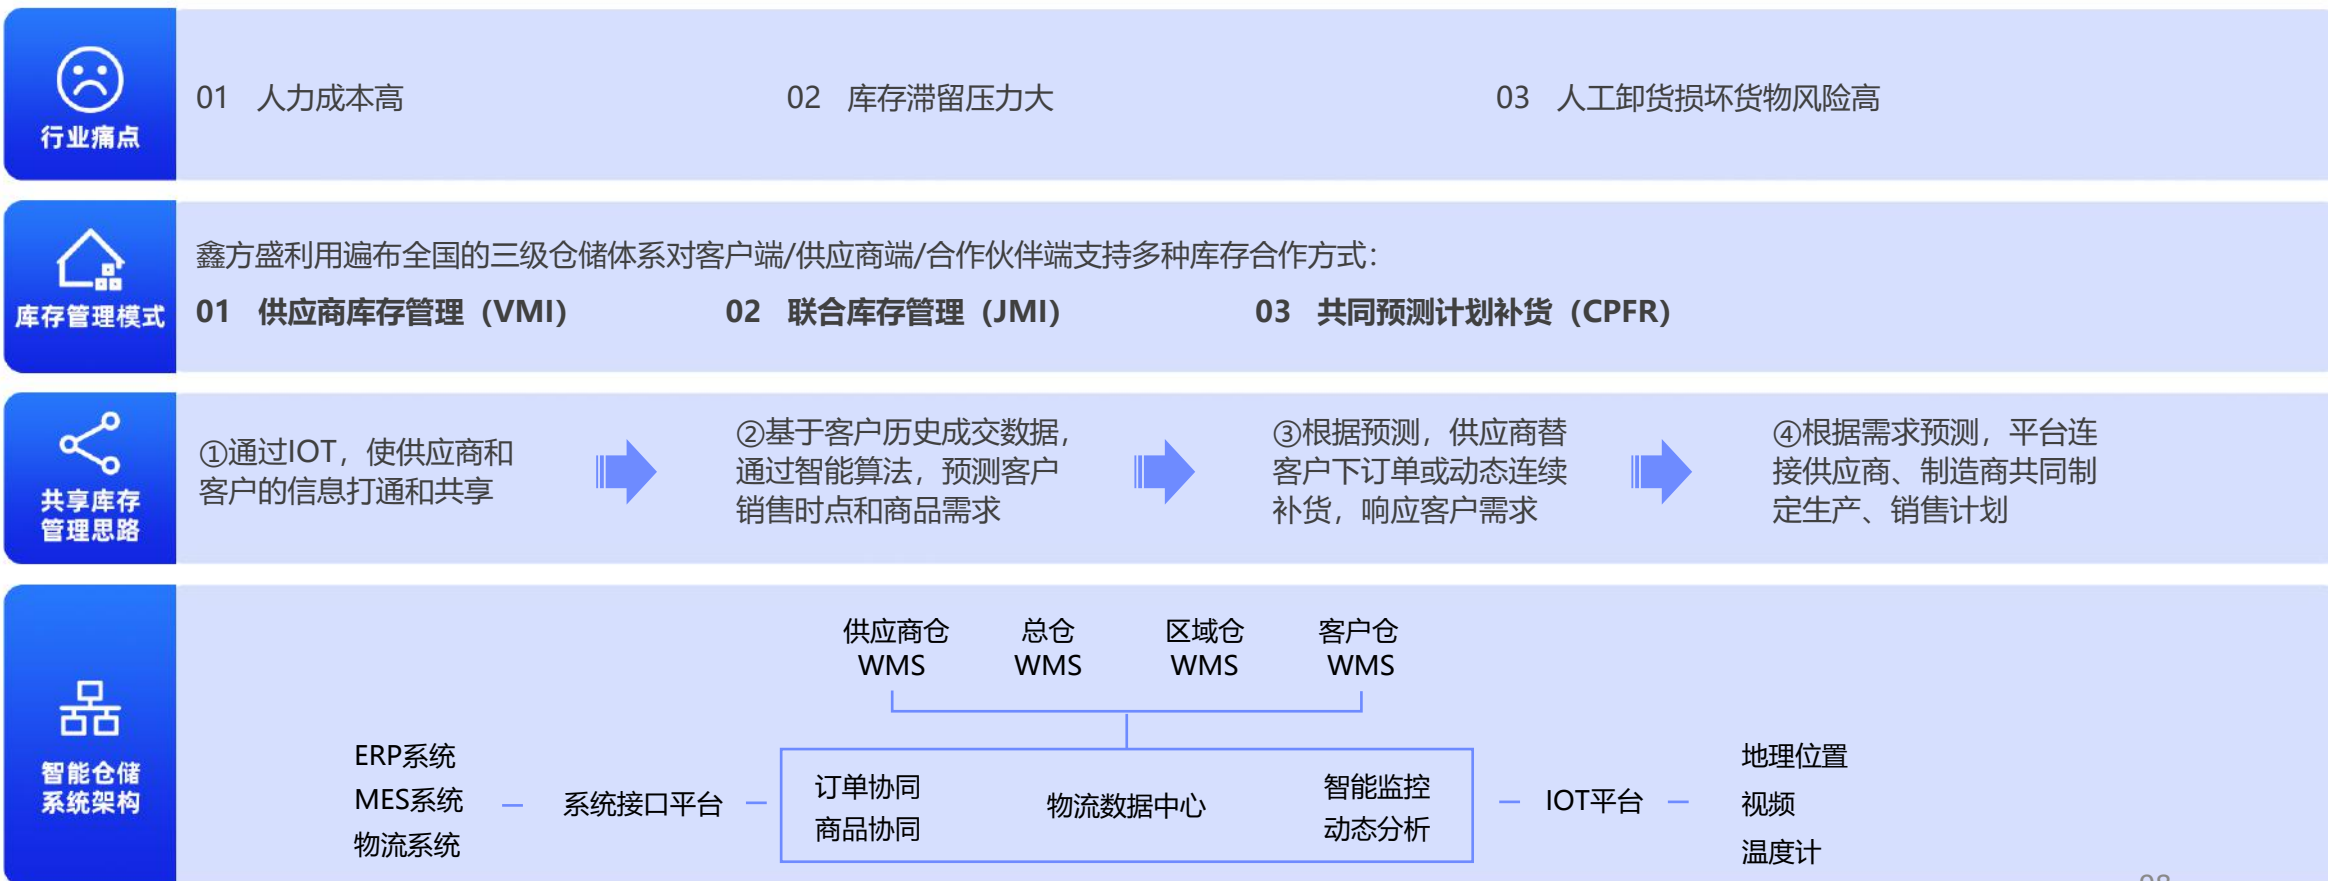 行业痛点
01 人力成本高
02 库存滞留压力大
03 人工卸货损坏货物风险高
库存管理模式
鑫方盛利用遍布全国的三级仓储体系对客户端/供应商端/合作伙伴端支持多种库存合作方式：
01 供应商库存管理（VMI）
02 联合库存管理（JMI）
03 共同预测计划补货（CPFR）
共享库存
管理思路
①通过IOT，使供应商和
客户的信息打通和共享
②基于客户历史成交数据，
通过智能算法，预测客户
销售时点和商品需求
③根据预测，供应商替
客户下订单或动态连续
补货，响应客户需求
④根据需求预测，平台连
接供应商、制造商共同制
定生产、销售计划
智能仓储
系统架构
供应商仓
WMS
总仓
WMS
区域仓
WMS
客户仓
WMS
ERP系统
MES系统
物流系统
系统接口平台
订单协同
商品协同
物流数据中心
智能监控
动态分析
IOT平台
地理位置
视频
温度计